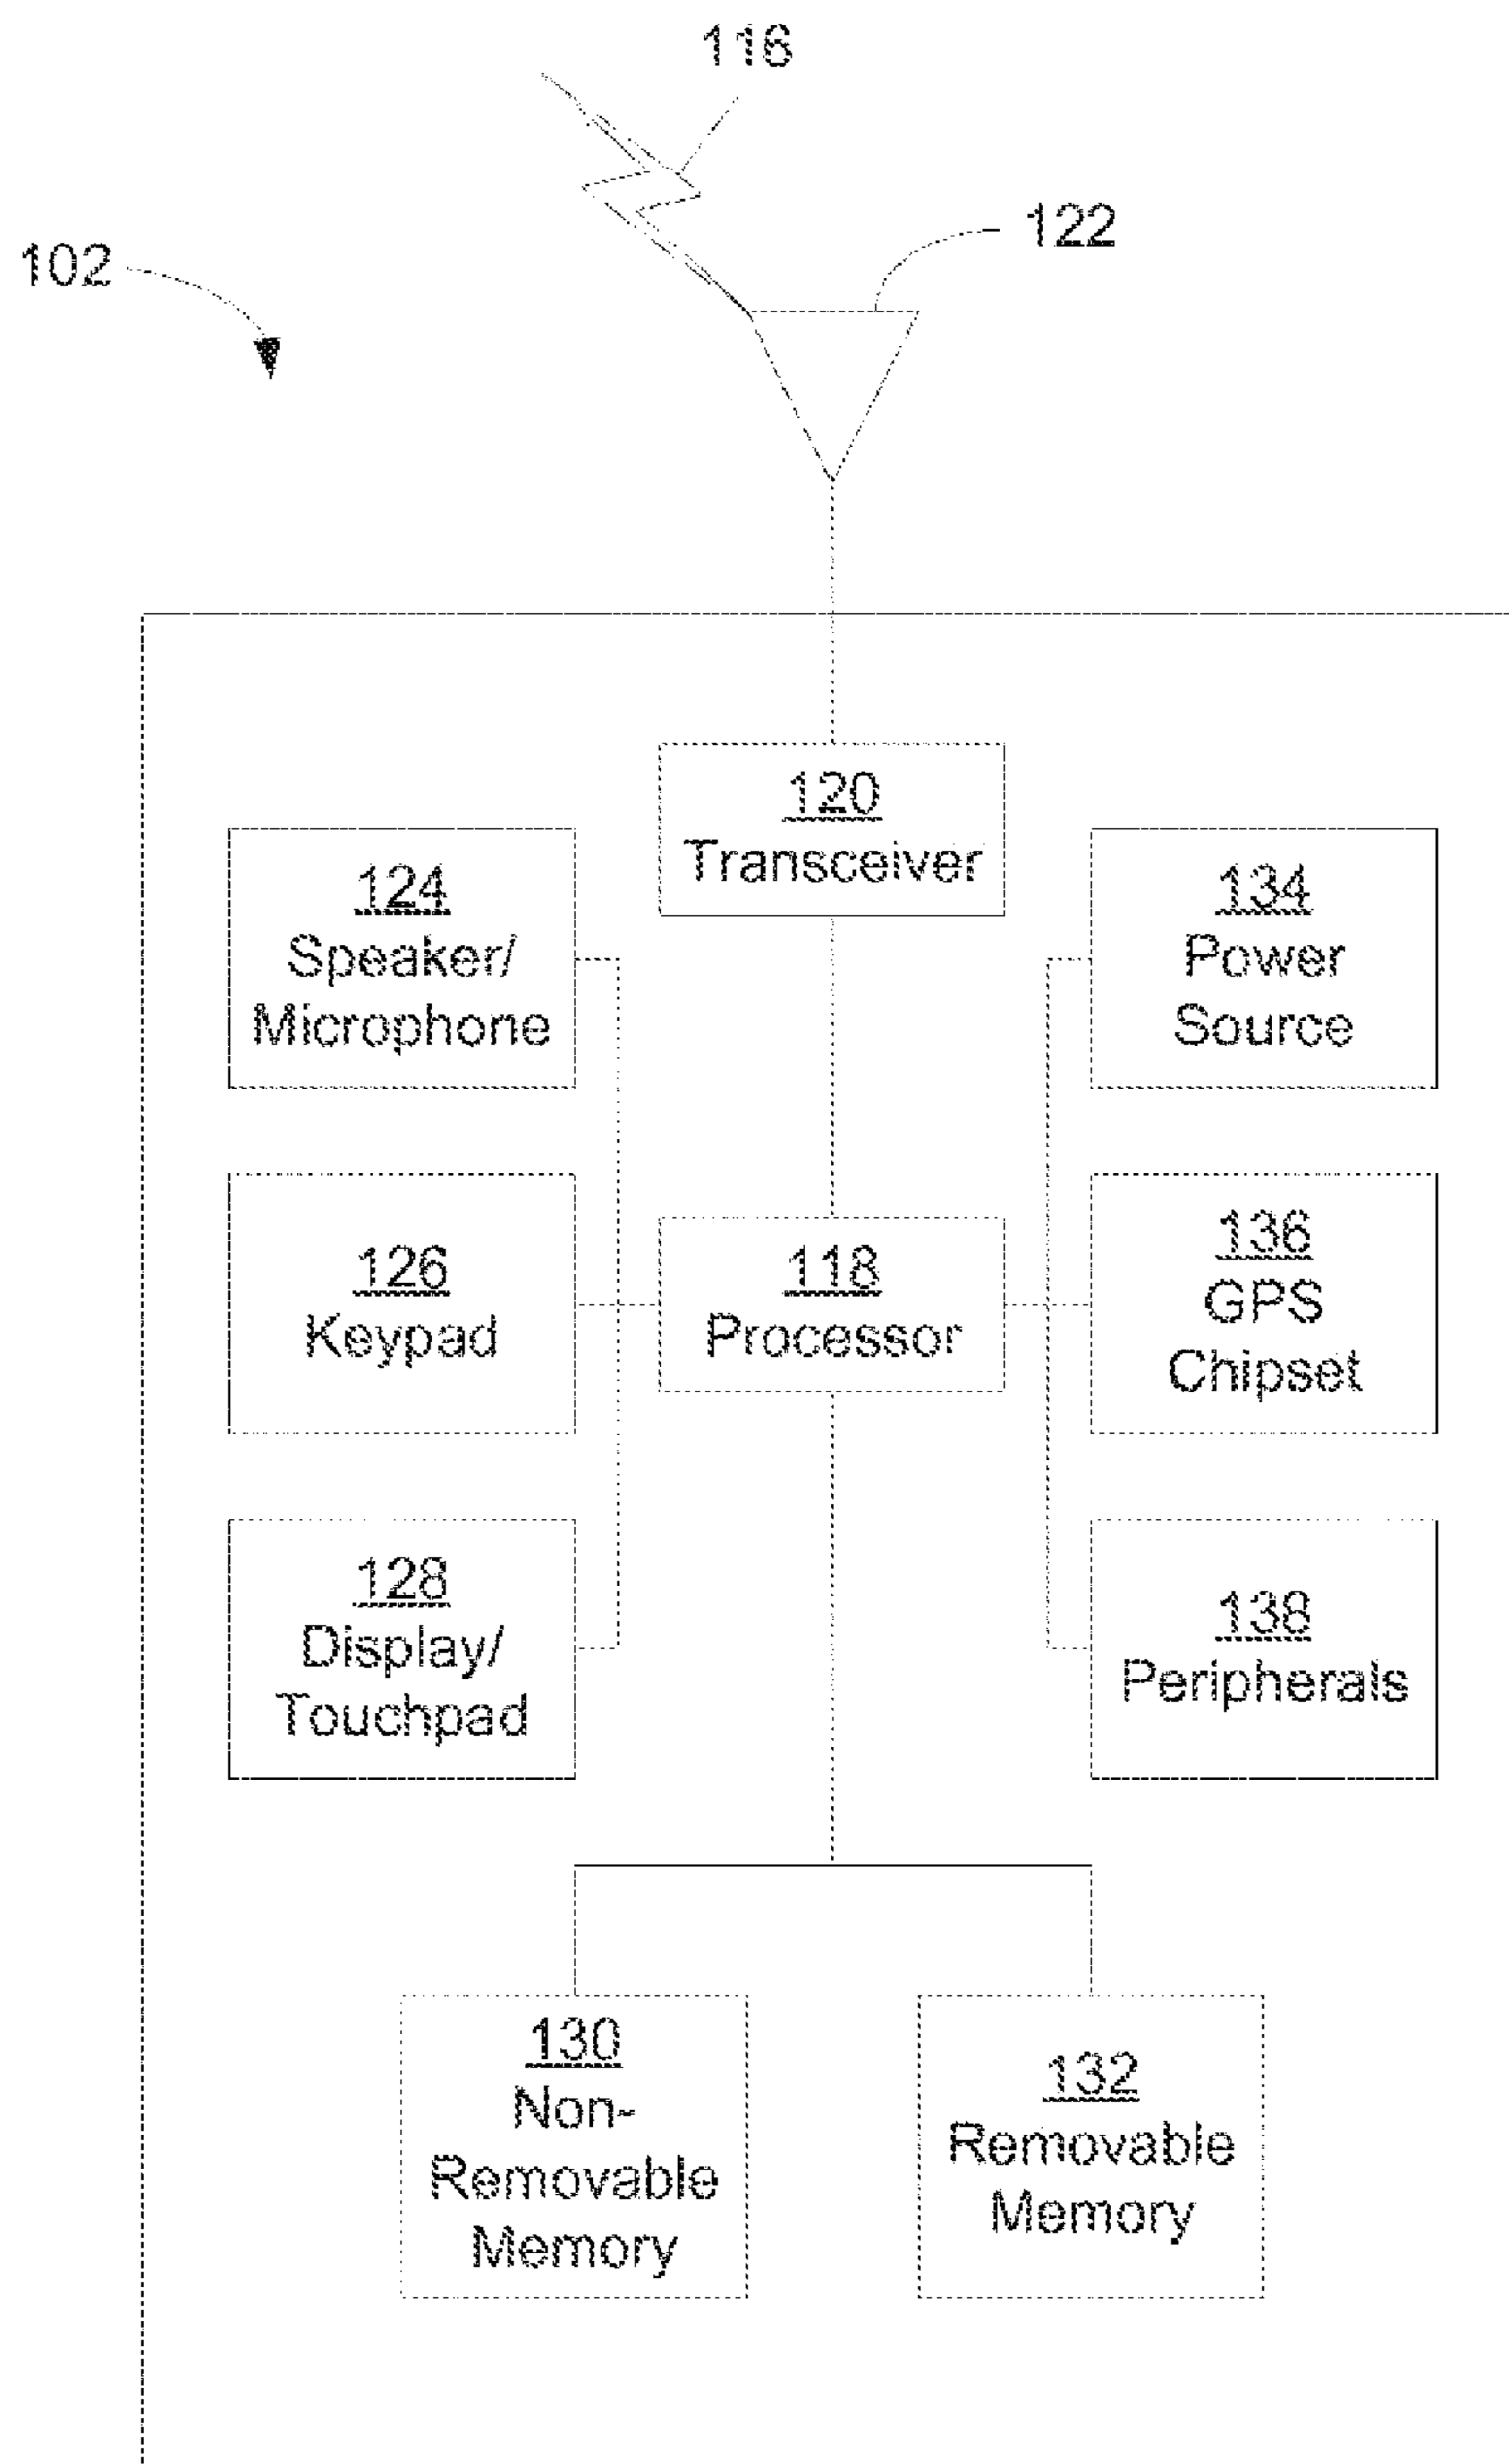 116
122
102
120
Transceiver
124
Speaker/
Microphone
134
Power
Source
126
Keypad
118
Processor
136
GPS
Chipset
128
Display/
Touchpad
138
Peripherals
130
Non-
Removable
Memory
132
Removable
Memory